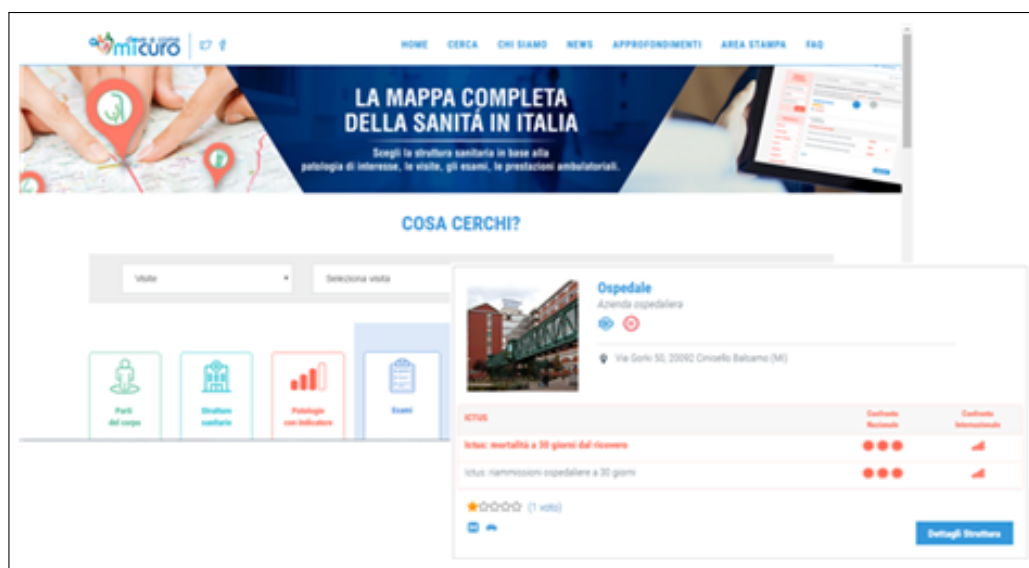 dove e come
micuro
HOME CERCA CHI SIAMO NEWS APPROFONDIMENTI AREA STAMPA FAQ
LA MAPPA COMPLETA
DELLA SANITÁ IN ITALIA
Scegli la struttura sanitaria in base alla
patologia di interesse, le visite, gli esami, le prestazioni ambulatoriali.
COSA CERCHI?
Visite
Seleziona visita
Parti
del corpo
Strutture
sanitarie
Patologie
con indicatore
Esami
Ospedale
Azienda ospedaliera
Via Gorki 50, 20092 Cinisello Balsamo (MI)
ICTUS
Confronto
Nazionale
Confronto
Internazionale
Ictus: mortalità a 30 giorni dal ricovero
Ictus: riammissioni ospedaliere a 30 giorni
(1 voto)
Dettagli Struttura